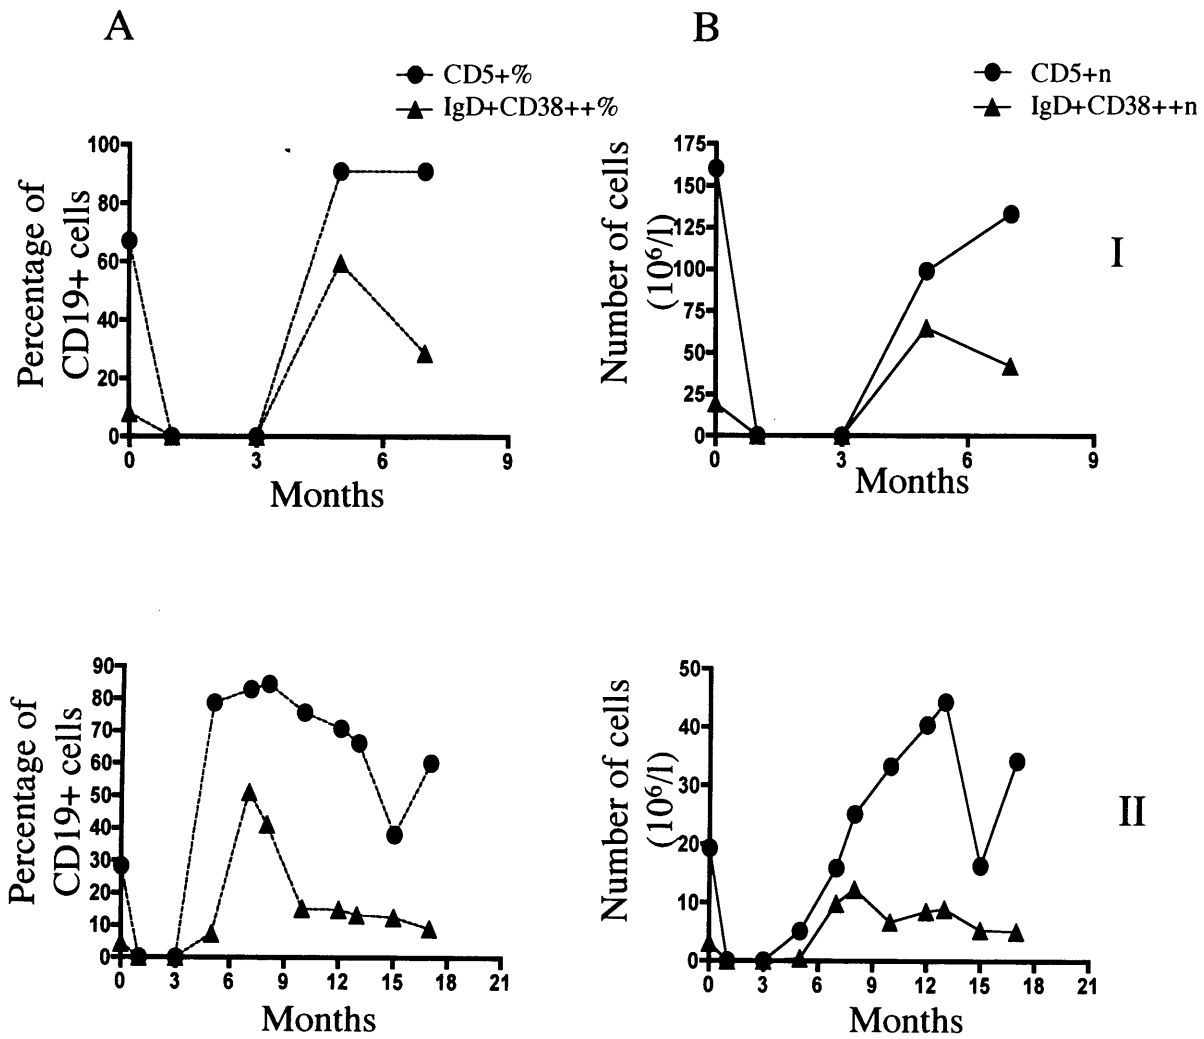 A
B
CD5+%
IgD+CD38++%
CD5+n
IgD+CD38++n
Percentage of
CD19+ cells
100
80
60
40
20
0
0 3 6 9
Months
Number of cells
(10⁶/l)
175
150
125
100
75
50
25
0
0 3 6 9
Months
I
Percentage of
CD19+ cells
90
80
70
60
50
40
30
20
10
0
0 3 6 9 12 15 18 21
Months
Number of cells
(10⁶/l)
50
40
30
20
10
0
0 3 6 9 12 15 18 21
Months
II